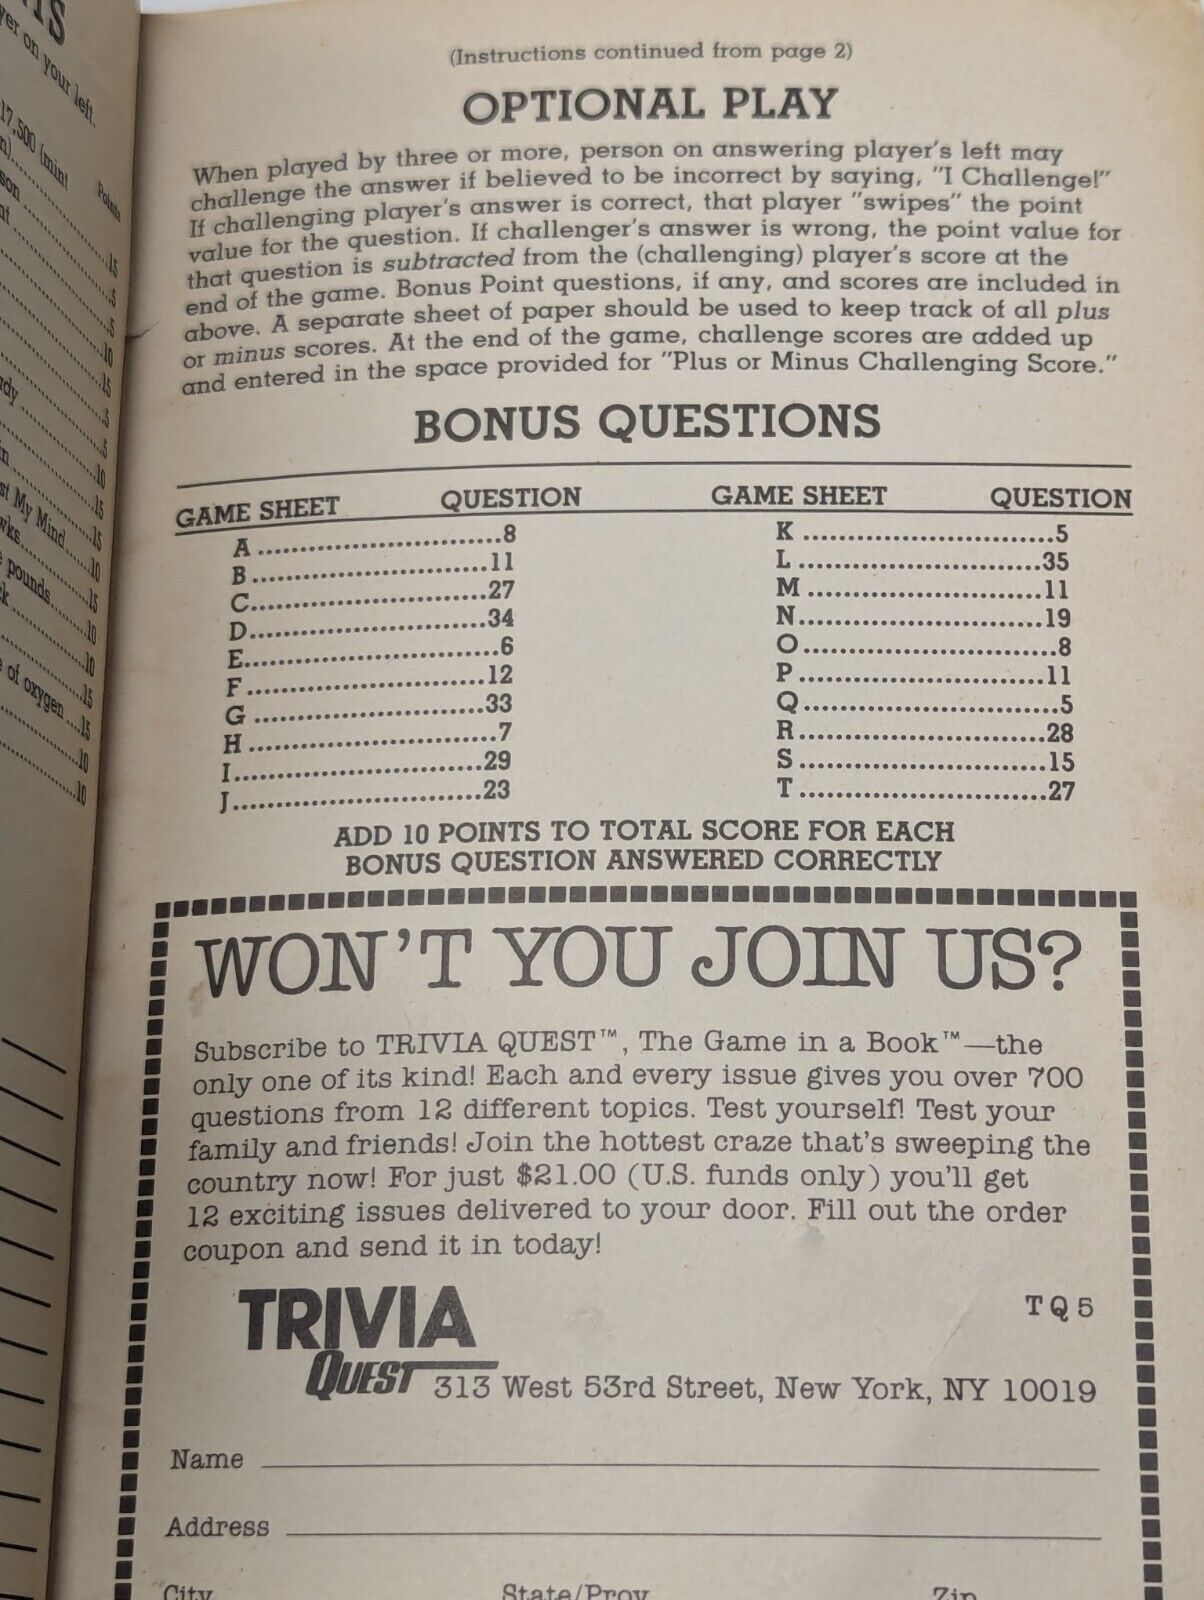 yer on your left.
17,500 (mint
Points
(Instructions continued from page 2)
OPTIONAL PLAY
When played by three or more, person on answering player's left may
challenge the answer if believed to be incorrect by saying, "I Challenge!"
If challenging player's answer is correct, that player "swipes" the point
value for the question. If challenger's answer is wrong, the point value for
that question is subtracted from the (challenging) player's score at the
end of the game. Bonus Point questions, if any, and scores are included in
above. A separate sheet of paper should be used to keep track of all plus
or minus scores. At the end of the game, challenge scores are added up
and entered in the space provided for "Plus or Minus Challenging Score."
BONUS QUESTIONS
GAME SHEET QUESTION GAME SHEET QUESTION
A ...........................8 K ............................5
B ..........................11 L ...........................35
C..........................27 M ..........................11
D..........................34 N...........................19
E............................6 O............................8
F ..........................12 P ...........................11
G ..........................33 Q............................5
H ............................7 R...........................28
I............................29 S ...........................15
J............................23 T ...........................27
ADD 10 POINTS TO TOTAL SCORE FOR EACH
BONUS QUESTION ANSWERED CORRECTLY
WON'T YOU JOIN US?
Subscribe to TRIVIA QUEST™, The Game in a Book™—the
only one of its kind! Each and every issue gives you over 700
questions from 12 different topics. Test yourself! Test your
family and friends! Join the hottest craze that's sweeping the
country now! For just $21.00 (U.S. funds only) you'll get
12 exciting issues delivered to your door. Fill out the order
coupon and send it in today!
TRIVIA
QUEST
TQ5
313 West 53rd Street, New York, NY 10019
Name
Address
City State/Prov. Zip